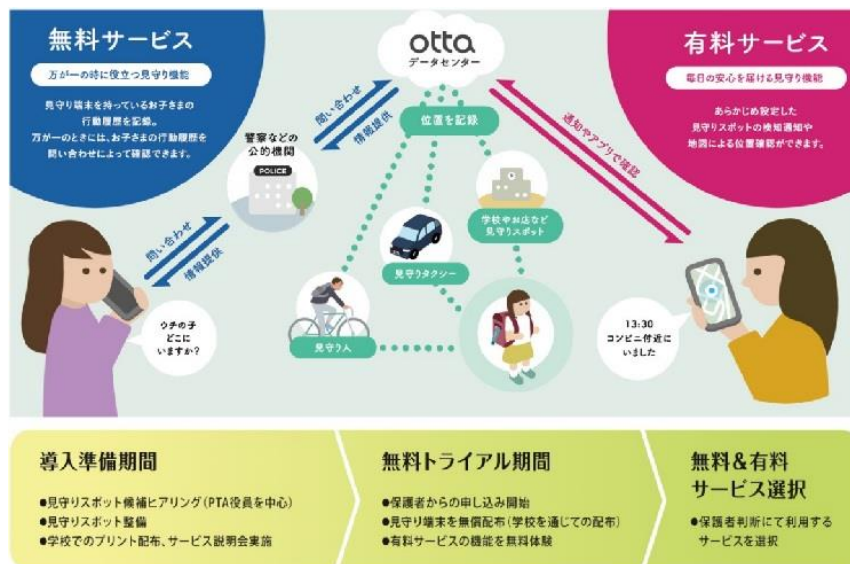 無料サービス
万が一の時に役立つ見守り機能
見守り端末を持っているお子さまの
行動履歴を記録。
万が一のときには、お子さまの行動履歴を
問い合わせによって確認できます。
otta
データセンター
有料サービス
毎日の安心を届ける見守り機能
あらかじめ設定した
見守りスポットの検知通知や
地図による位置確認ができます。
問い合わせ
情報提供
位置を記録
通知やアプリで確認
警察などの
公的機関
POLICE
問い合わせ
情報提供
学校やお店など
見守りスポット
見守りタクシー
見守り人
ウチの子
どこに
いますか?
13:30
コンビニ付近に
いました
導入準備期間
●見守りスポット候補ヒアリング(PTA役員を中心)
●見守りスポット整備
●学校でのプリント配布、サービス説明会実施
無料トライアル期間
●保護者からの申し込み開始
●見守り端末を無償配布(学校を通じての配布)
●有料サービスの機能を無料体験
無料&有料
サービス選択
●保護者判断にて利用する
サービスを選択